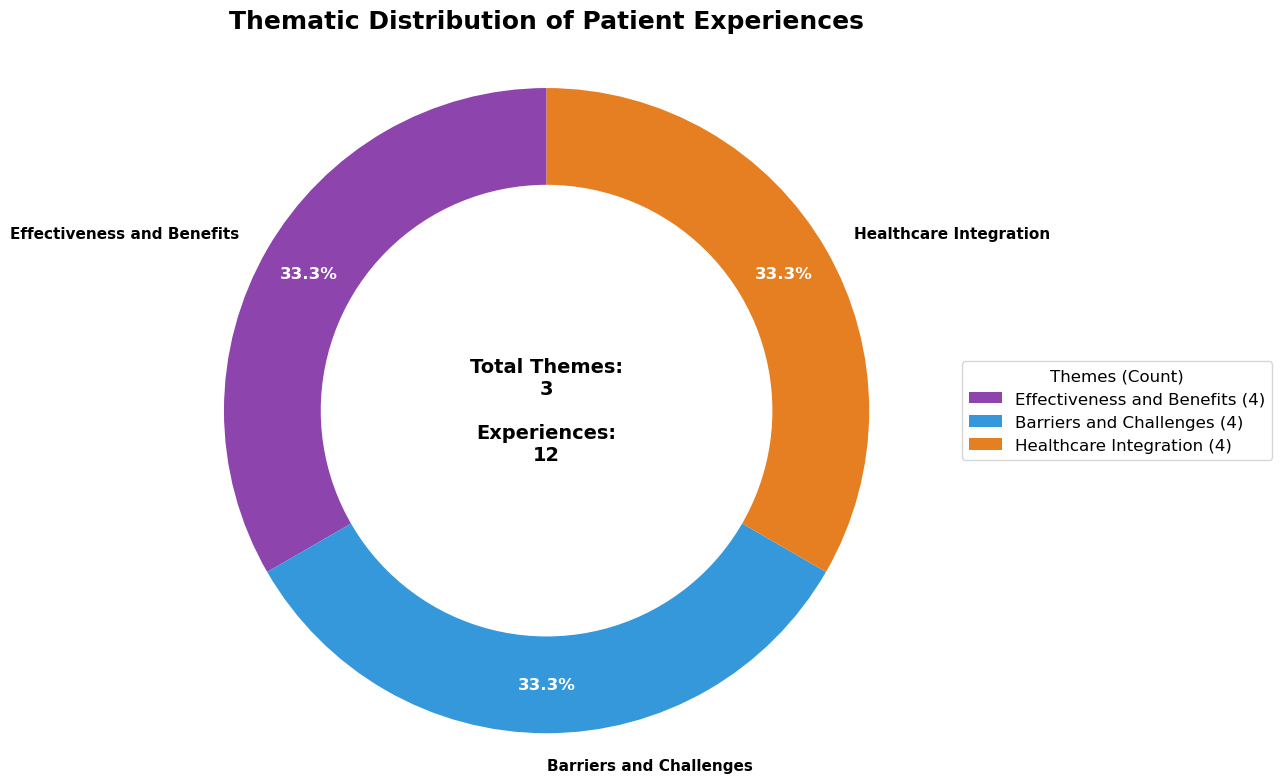 Thematic Distribution of Patient Experiences
Effectiveness and Benefits
Healthcare Integration
33.3%
33.3%
Total Themes:
3
Experiences:
12
Themes (Count)
Effectiveness and Benefits (4)
Barriers and Challenges (4)
Healthcare Integration (4)
33.3%
Barriers and Challenges